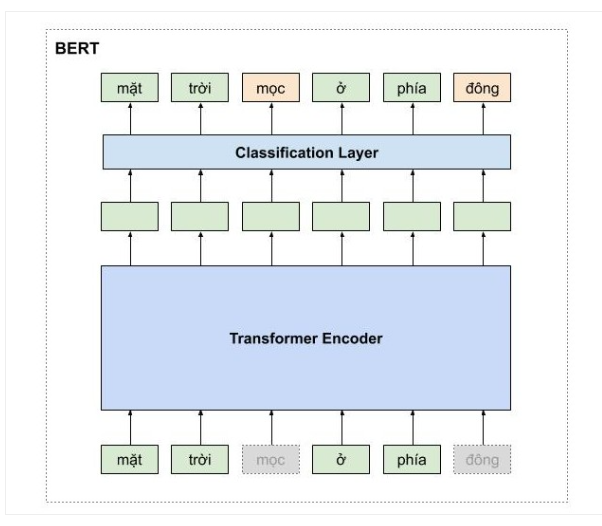 BERT
mặt trời mọc ở phía đông
Classification Layer
Transformer Encoder
mặt trời mọc ở phía đông